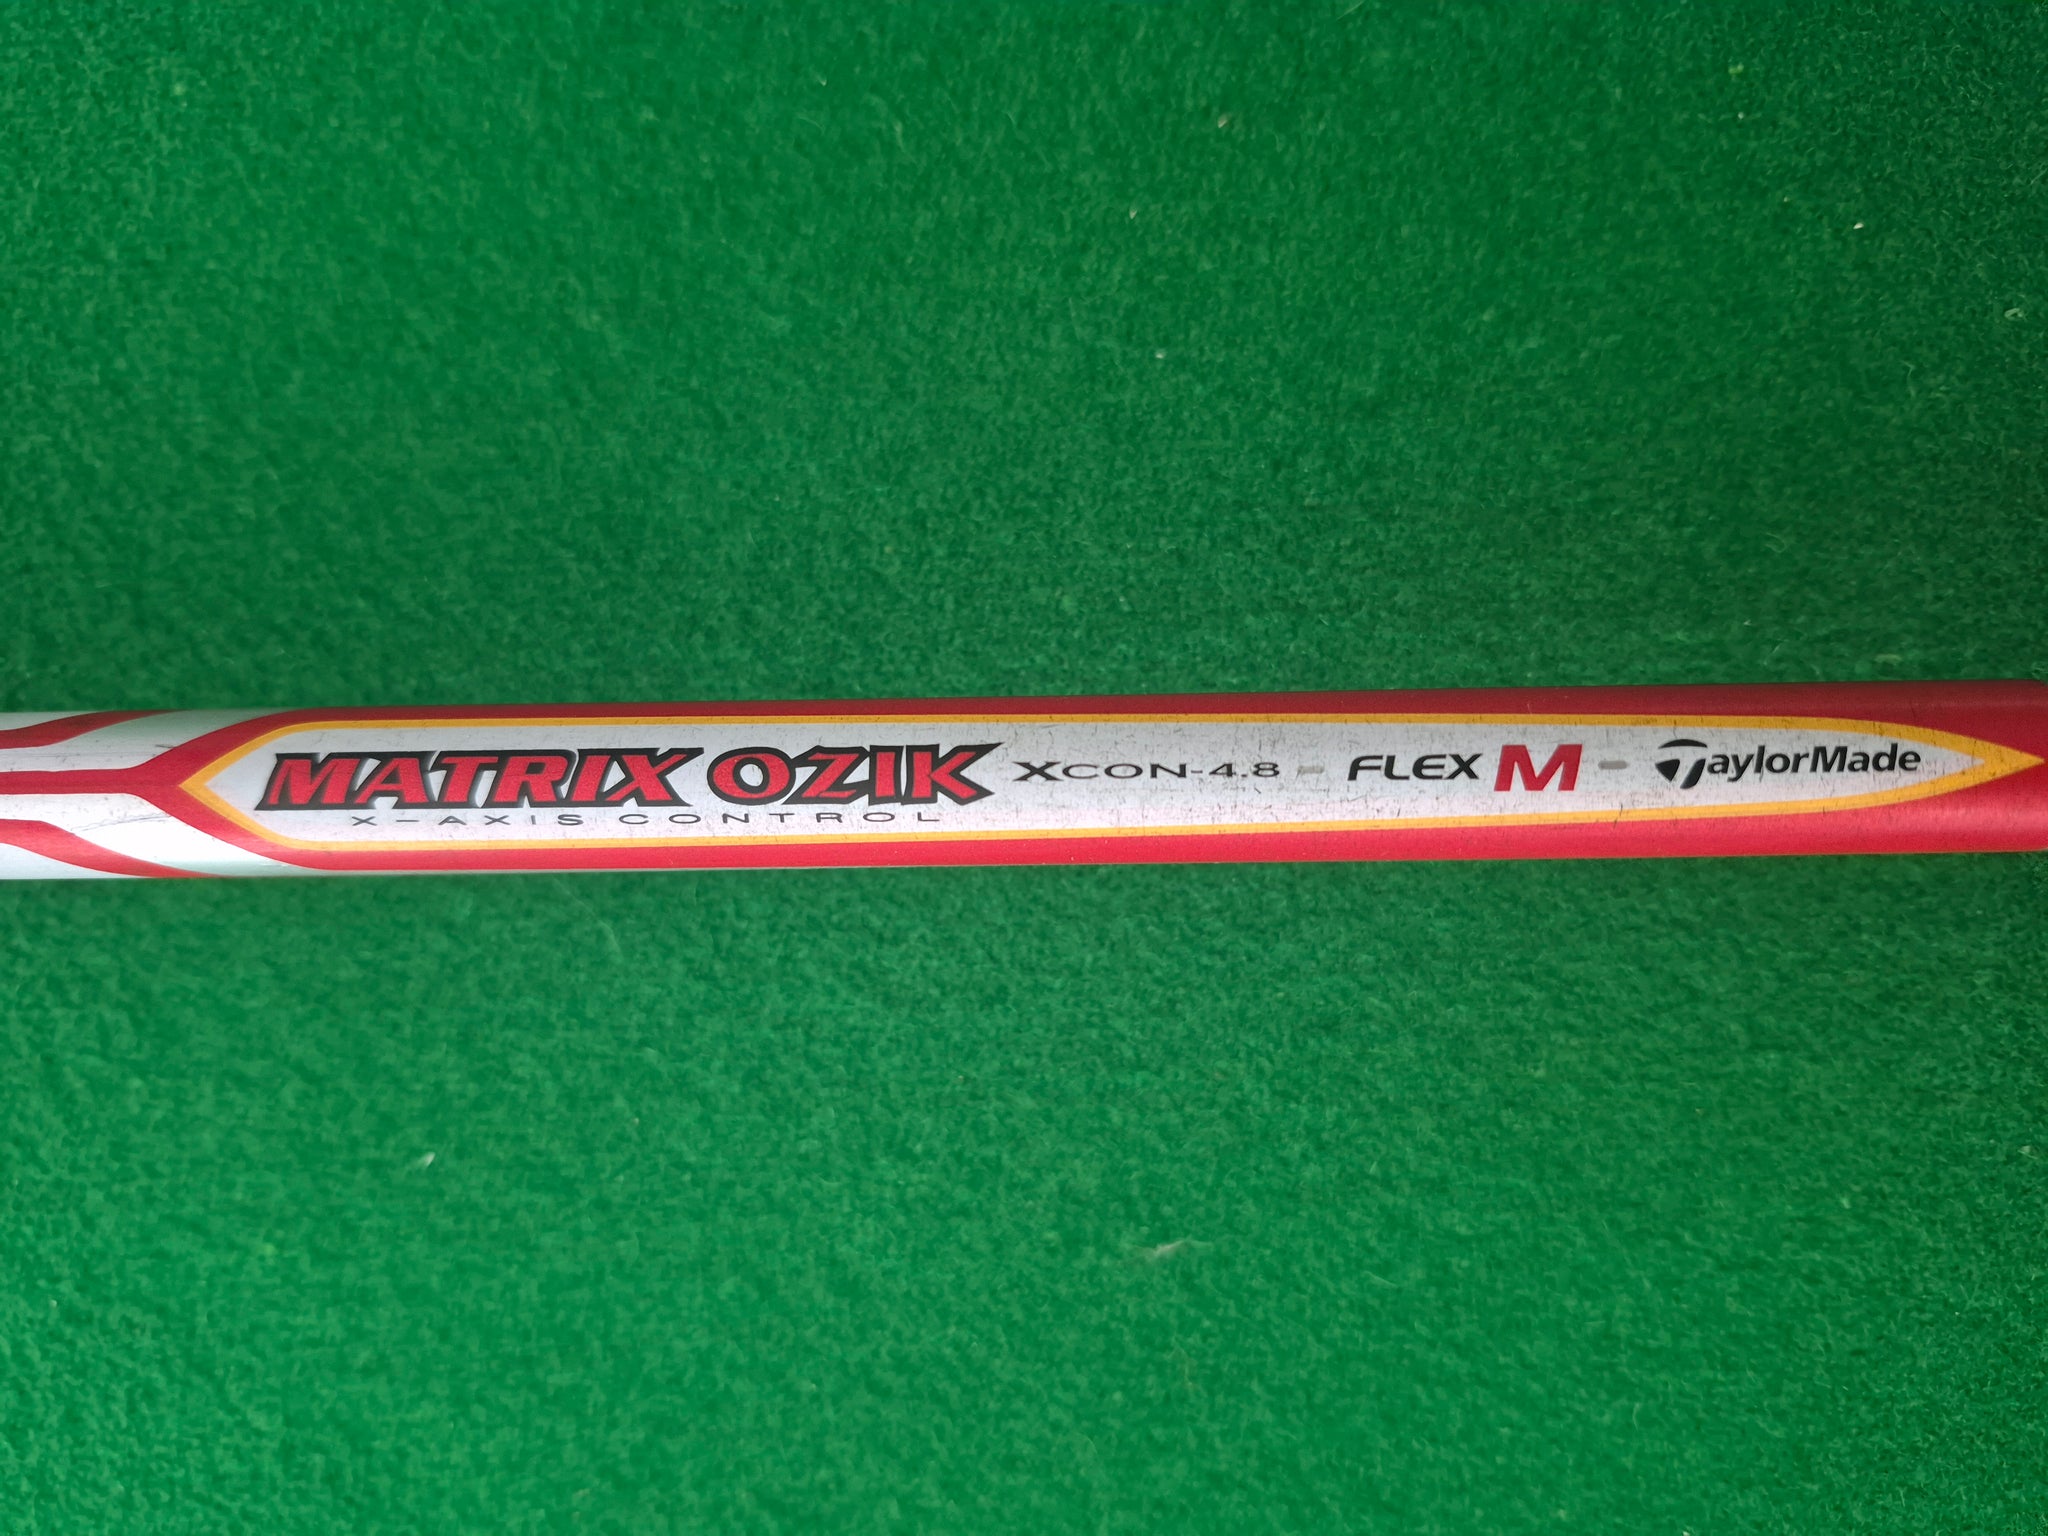 MATRIX OZIK XCON-4.8 - FLEX M - TaylorMade
X-AXIS CONTROL